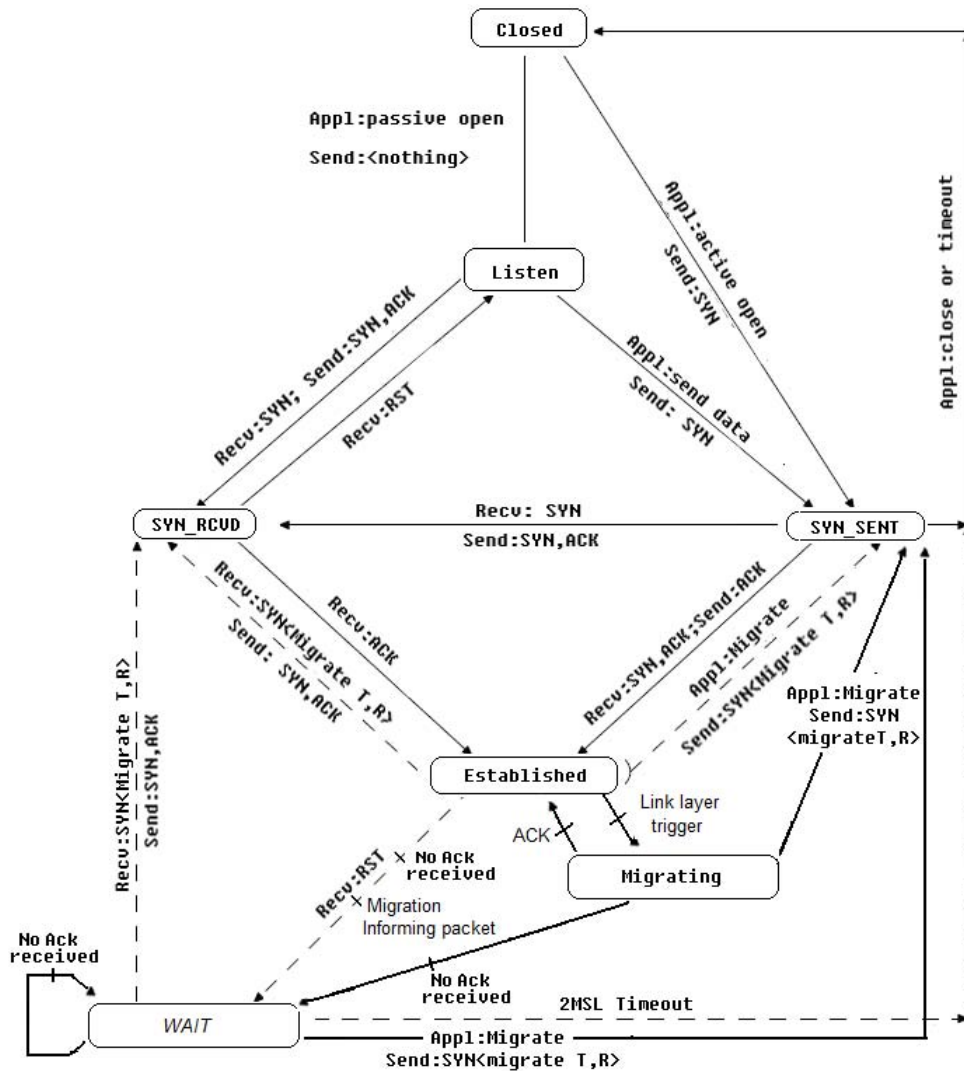 Closed
Appl:passive open
Send:<nothing>
Appl:active open
Send:SYN
Appl:close or timeout
Listen
Recv:SYN; Send:SYN,ACK
Recv:RST
Appl:send data
Send: SYN
SYN_RCVD
Recv: SYN
Send:SYN,ACK
SYN_SENT
Recv:SYN<Migrate T,R>
Send: SYN,ACK
Recv:ACK
Recv:SYN,ACK;Send:ACK
Appl:Migrate
Send:SYN<Migrate T,R>
Appl:Migrate
Send:SYN
<migrateT,R>
Recv:SYN<Migrate T,R>
Send:SYN,ACK
Established
Link layer
trigger
ACK
Migrating
Recv:RST
No Ack
received
Migration
Informing packet
No Ack
received
No Ack
received
WAIT
2MSL Timeout
Appl:Migrate
Send:SYN<migrate T,R>